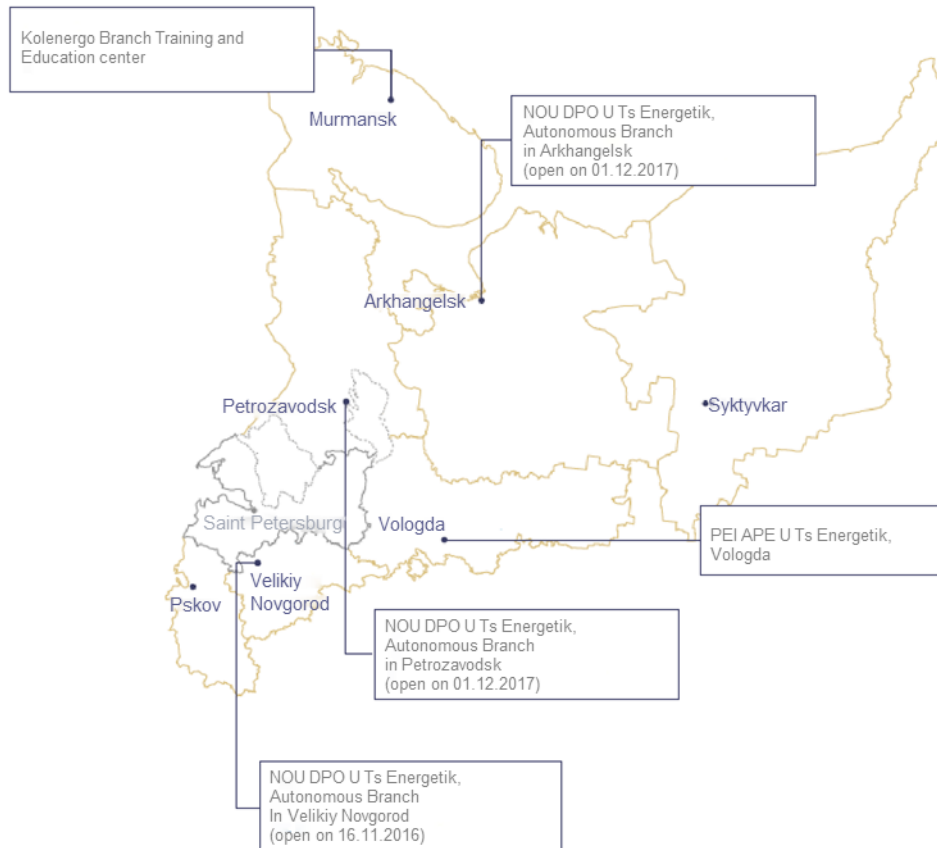 Kolenergo Branch Training and
Education center
Murmansk
NOU DPO U Ts Energetik,
Autonomous Branch
in Arkhangelsk
(open on 01.12.2017)
Arkhangelsk
Petrozavodsk
Syktyvkar
Saint Petersburg
Vologda
PEI APE U Ts Energetik,
Vologda
Pskov
Velikiy
Novgorod
NOU DPO U Ts Energetik,
Autonomous Branch
in Petrozavodsk
(open on 01.12.2017)
NOU DPO U Ts Energetik,
Autonomous Branch
In Velikiy Novgorod
(open on 16.11.2016)